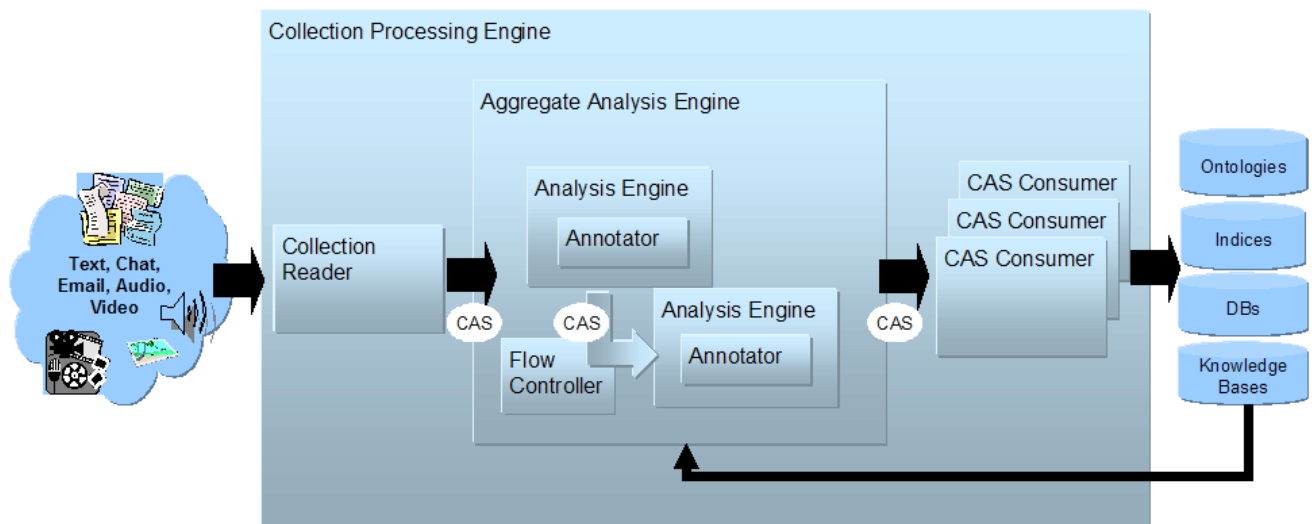 Collection Processing Engine
Aggregate Analysis Engine
Text, Chat,
Email, Audio,
Video
Collection
Reader
CAS
Analysis Engine
Annotator
CAS
Flow
Controller
Analysis Engine
Annotator
CAS
CAS Consumer
CAS Consumer
CAS Consumer
Ontologies
Indices
DBs
Knowledge
Bases